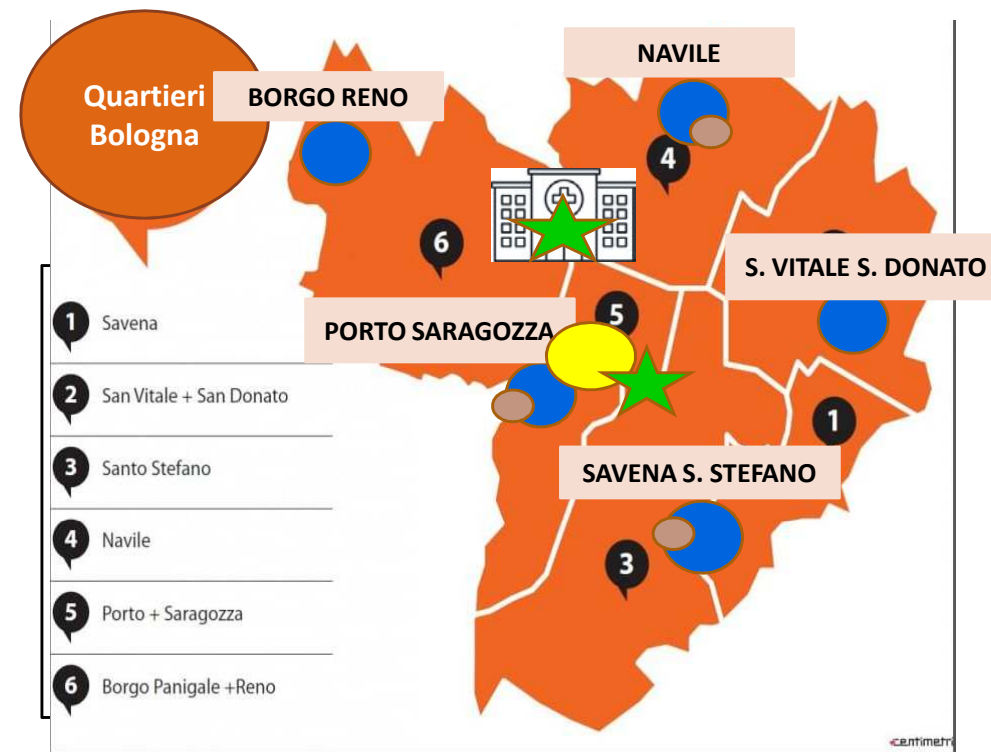 Quartieri
Bologna
BORGO RENO
NAVILE
4
6
S. VITALE S. DONATO
5
PORTO SARAGOZZA
1
SAVENA S. STEFANO
3
1 Savena
2 San Vitale + San Donato
3 Santo Stefano
4 Navile
5 Porto + Saragozza
6 Borgo Panigale +Reno
centimetri